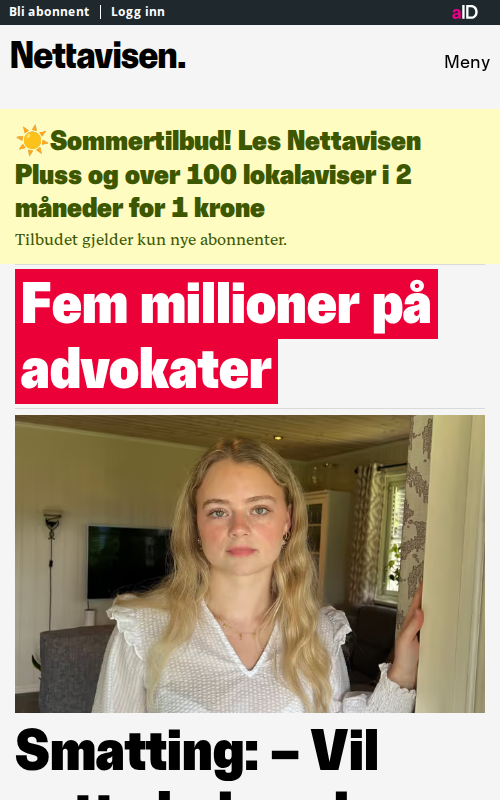 Bli abonnent
Logg inn
aID
Nettavisen.
Meny
Sommertilbud! Les Nettavisen
Pluss og over 100 lokalaviser i 2
måneder for 1 krone
Tilbudet gjelder kun nye abonnenter.
Fem millioner på
advokater
Smatting: – Vil